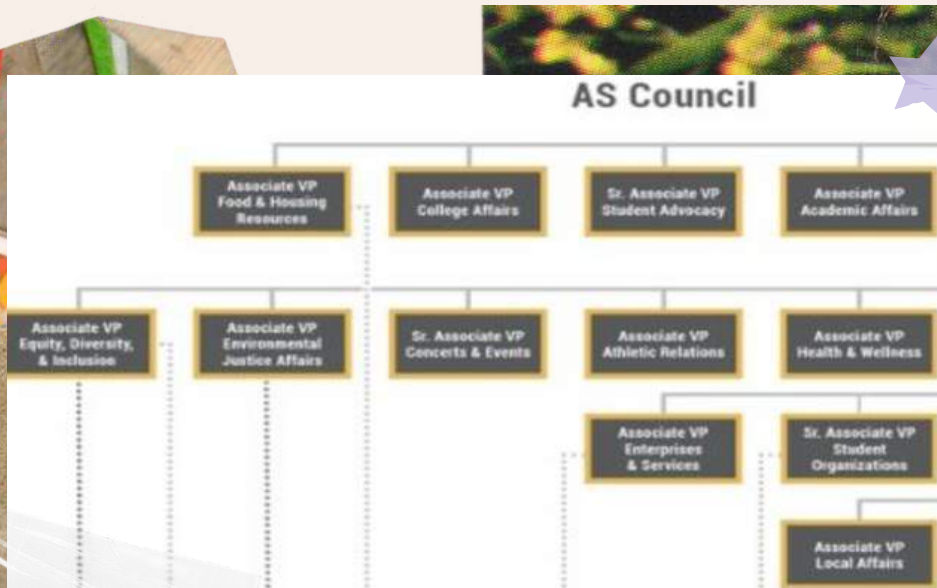 AS Council
Associate VP
Food & Housing
Resources
Associate VP
College Affairs
Sr. Associate VP
Student Advocacy
Associate VP
Academic Affairs
Associate VP
Equity, Diversity,
& Inclusion
Associate VP
Environmental
Justice Affairs
Sr. Associate VP
Concerts & Events
Associate VP
Athletic Relations
Associate VP
Health & Wellness
Associate VP
Enterprises
& Services
Sr. Associate VP
Student
Organizations
Associate VP
Local Affairs